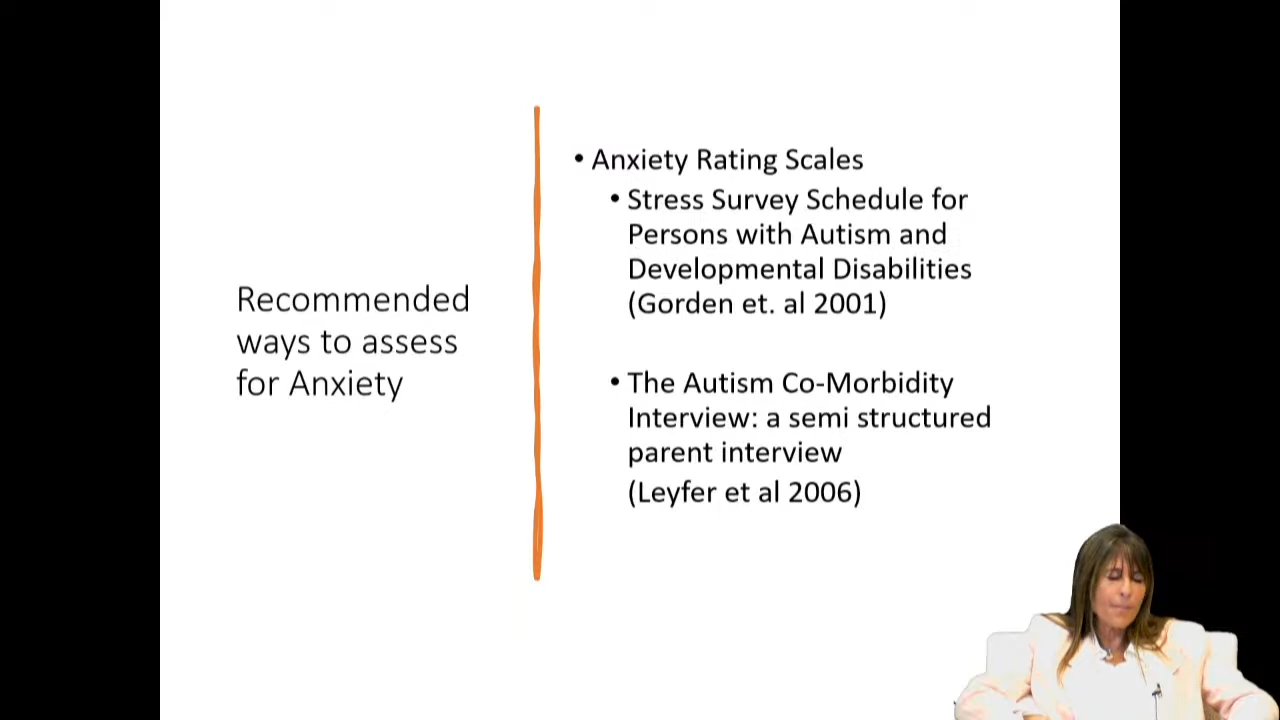 Recommended
ways to assess
for Anxiety
• Anxiety Rating Scales
• Stress Survey Schedule for
Persons with Autism and
Developmental Disabilities
(Gorden et. al 2001)
• The Autism Co-Morbidity
Interview: a semi structured
parent interview
(Leyfer et al 2006)